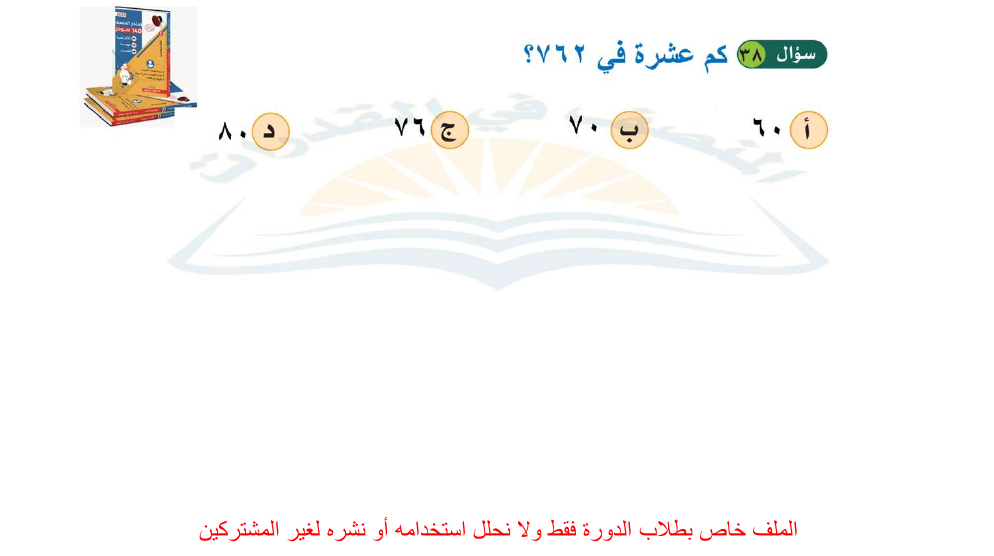 سؤال ٣٨ كم عشرة في ٧٦٢؟
أ ٦٠ ب ٧٠ ج ٧٦ د ٨٠
الملف خاص بطلاب الدورة فقط ولا نحلل استخدامه أو نشره لغير المشتركين